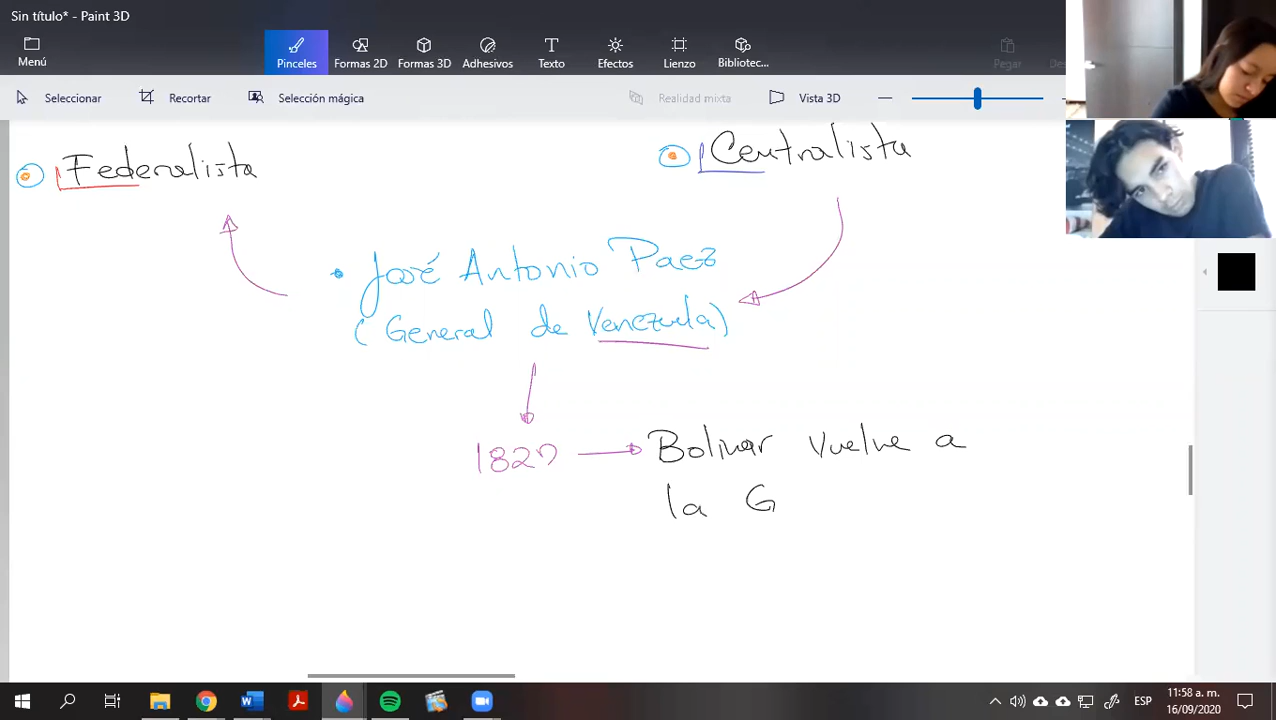 Sin título* - Paint 3D
Menú
Pinceles
Formas 2D
Formas 3D
Adhesivos
Texto
Efectos
Lienzo
Bibliotec...
Pegar
Seleccionar
Recortar
Selección mágica
Realidad mixta
Vista 3D
Federalista
Centralista
José Antonio Paez
(General de Venezuela)
1827 Bolivar vuelve a
la G
ESP
11:58 a. m.
16/09/2020